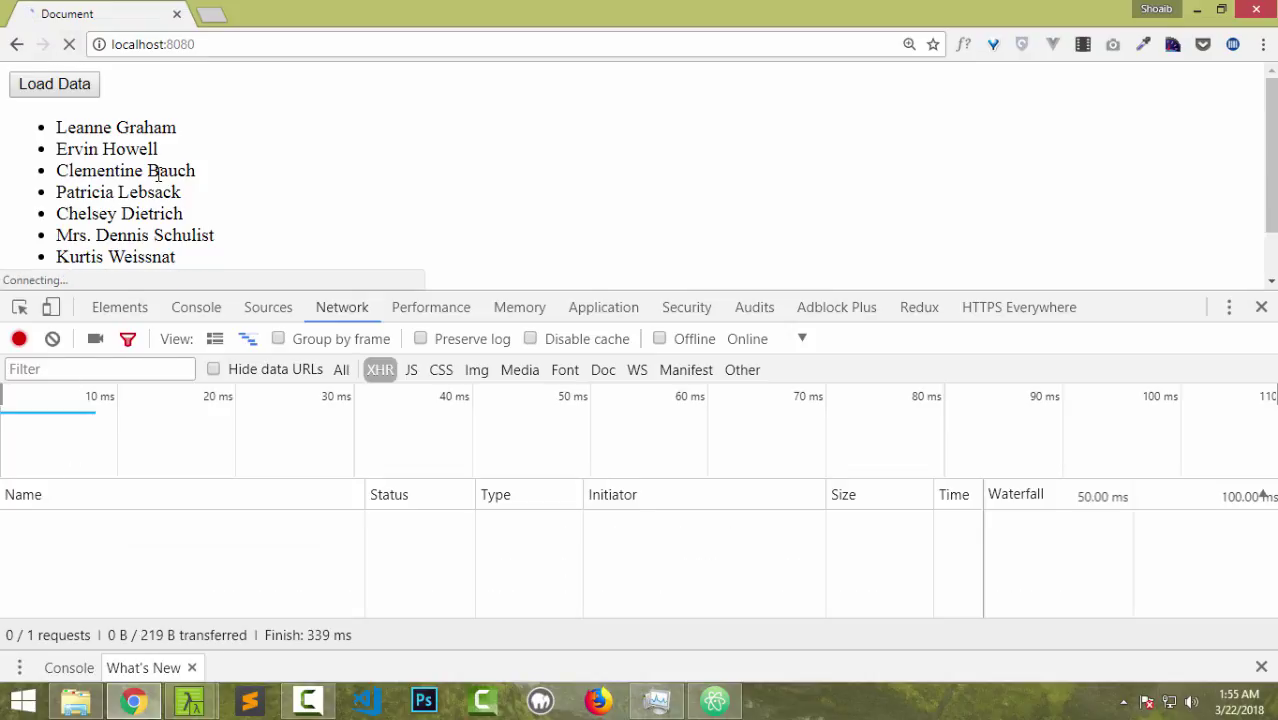 Document
Shoaib
localhost:8080
f?
Load Data
Leanne Graham
Ervin Howell
Clementine Bauch
Patricia Lebsack
Chelsey Dietrich
Mrs. Dennis Schulist
Kurtis Weissnat
Connecting...
Elements Console Sources Network Performance Memory Application Security Audits Adblock Plus Redux HTTPS Everywhere
View: Group by frame Preserve log Disable cache Offline Online
Filter Hide data URLs All XHR JS CSS Img Media Font Doc WS Manifest Other
10 ms 20 ms 30 ms 40 ms 50 ms 60 ms 70 ms 80 ms 90 ms 100 ms 110
Name Status Type Initiator Size Time Waterfall 50.00 ms 100.00 ms
0 / 1 requests | 0 B / 219 B transferred | Finish: 339 ms
Console What's New
Ps
1:55 AM
3/22/2018